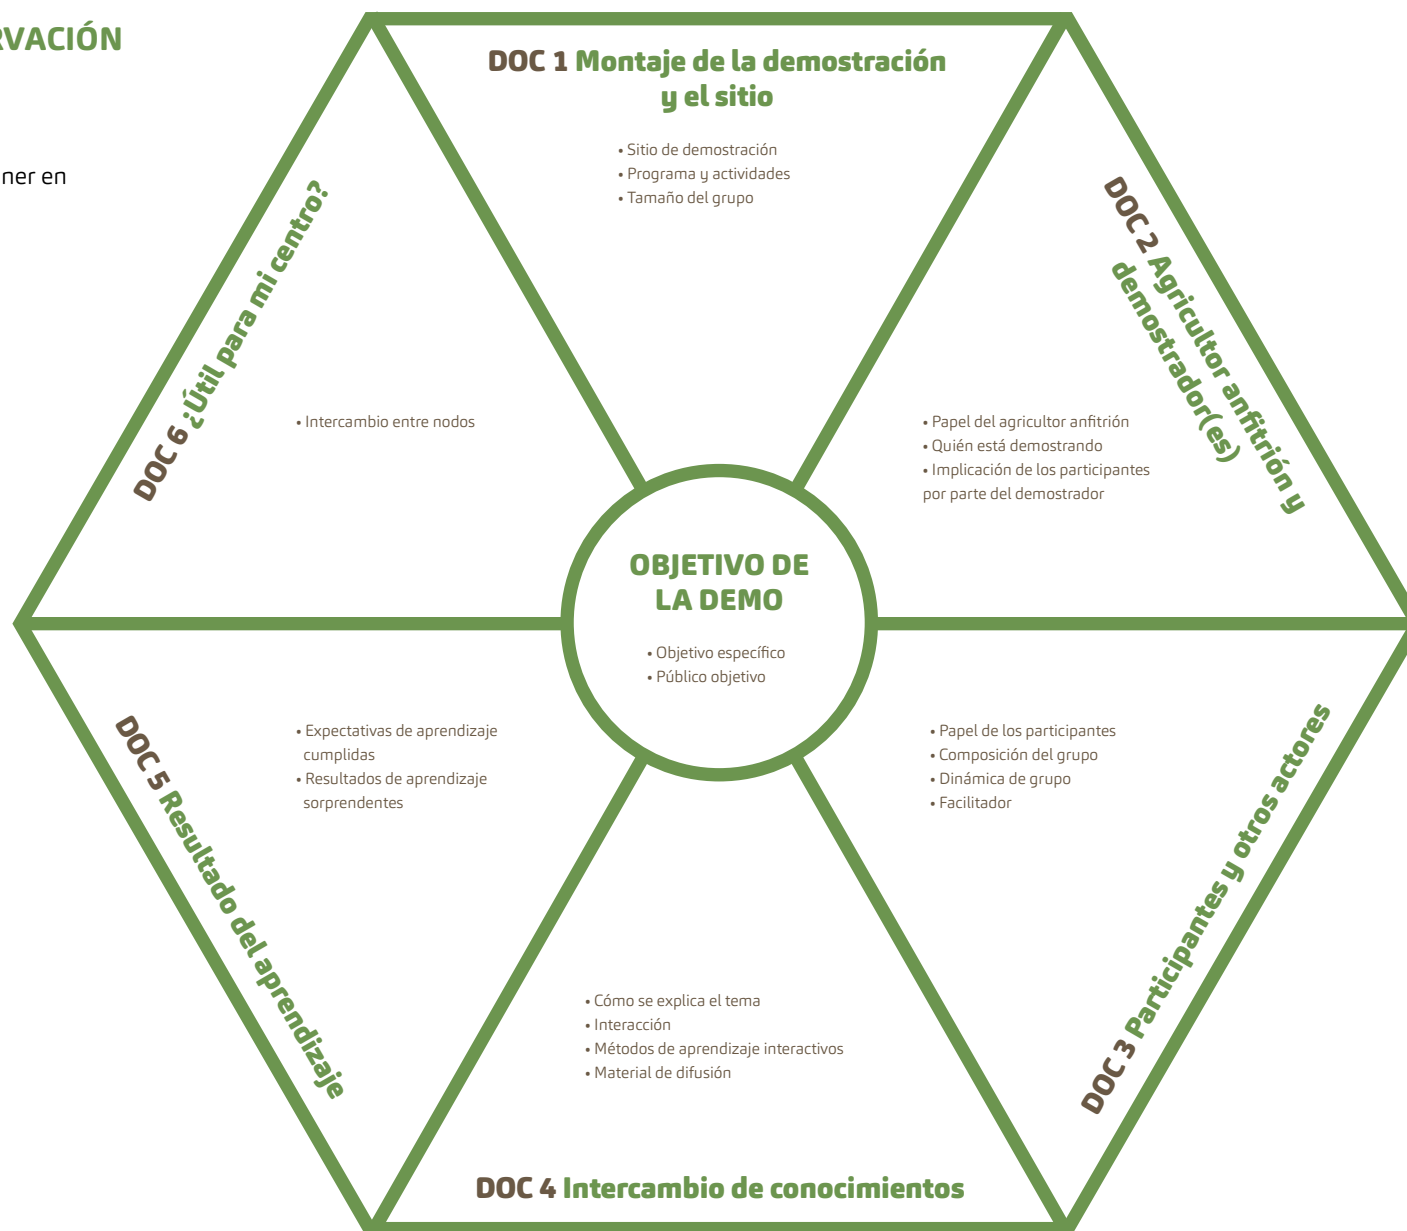 RVACIÓN
ner en
DOC 1 Montaje de la demostración
y el sitio
• Sitio de demostración
• Programa y actividades
• Tamaño del grupo
DOC 2 Agricultor anfitrión y
demostrador(es)
• Papel del agricultor anfitrión
• Quién está demostrando
• Implicación de los participantes
por parte del demostrador
DOC 6 ¿Útil para mi centro?
• Intercambio entre nodos
OBJETIVO DE
LA DEMO
• Objetivo específico
• Público objetivo
DOC 5 Resultado del aprendizaje
• Expectativas de aprendizaje
cumplidas
• Resultados de aprendizaje
sorprendentes
• Papel de los participantes
• Composición del grupo
• Dinámica de grupo
• Facilitador
DOC 3 Participantes y otros actores
• Cómo se explica el tema
• Interacción
• Métodos de aprendizaje interactivos
• Material de difusión
DOC 4 Intercambio de conocimientos